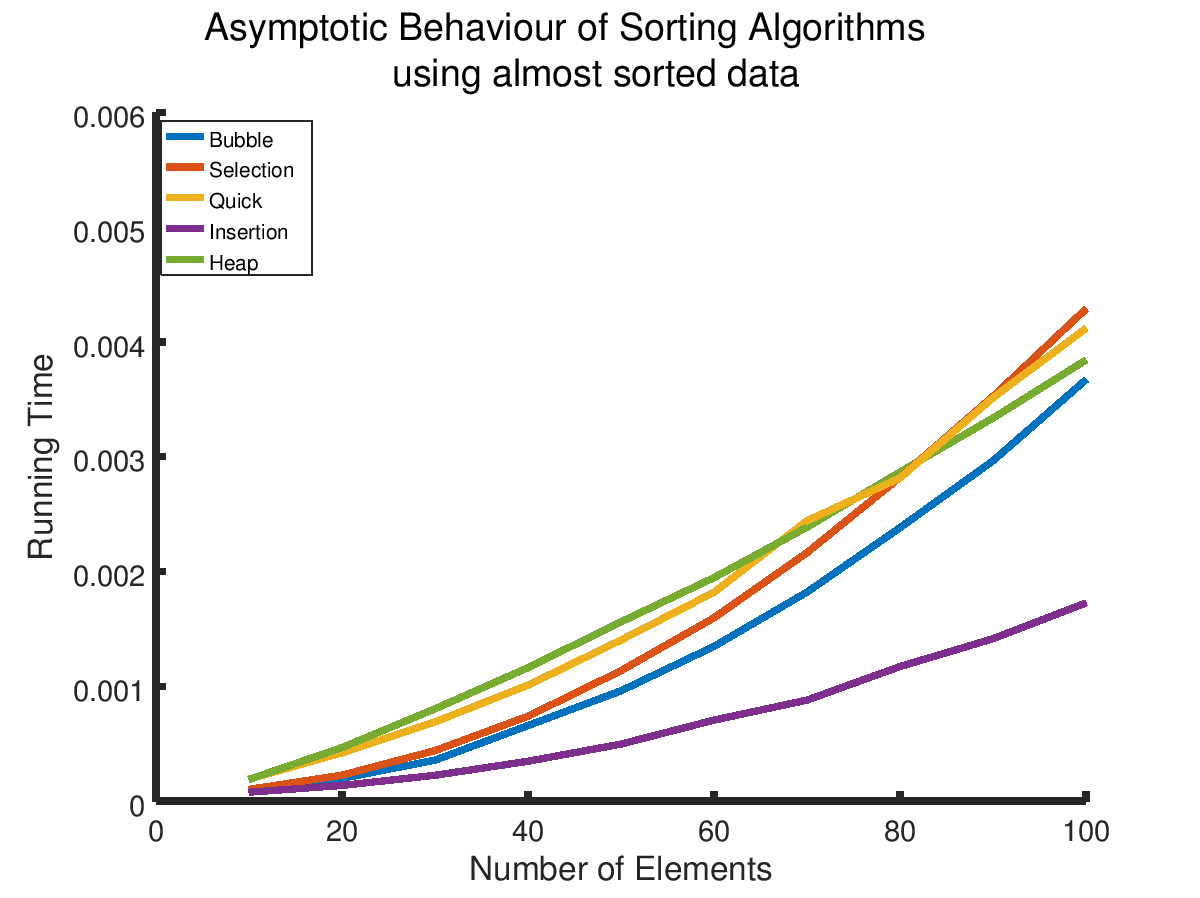 Asymptotic Behaviour of Sorting Algorithms
using almost sorted data
0.006
0.005
0.004
0.003
0.002
0.001
0
Bubble
Selection
Quick
Insertion
Heap
Running Time
0 20 40 60 80 100
Number of Elements